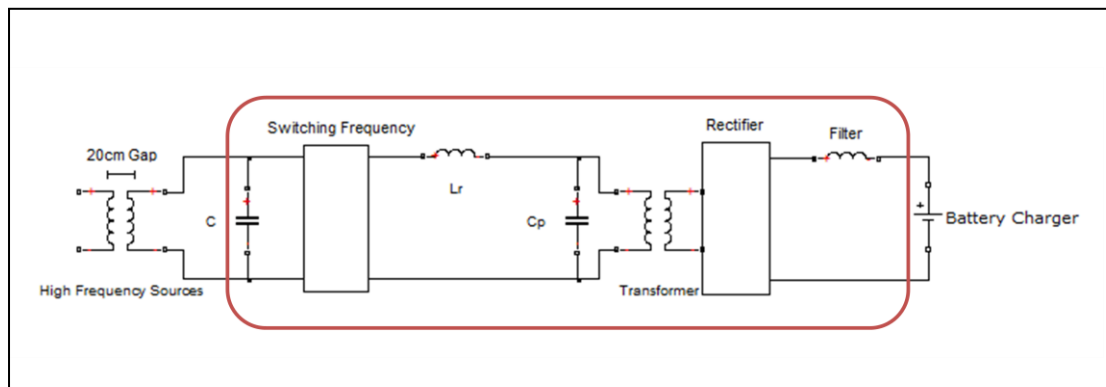 Switching Frequency
Rectifier
Filter
20cm Gap
Lr
C
Cp
Battery Charger
High Frequency Sources
Transformer